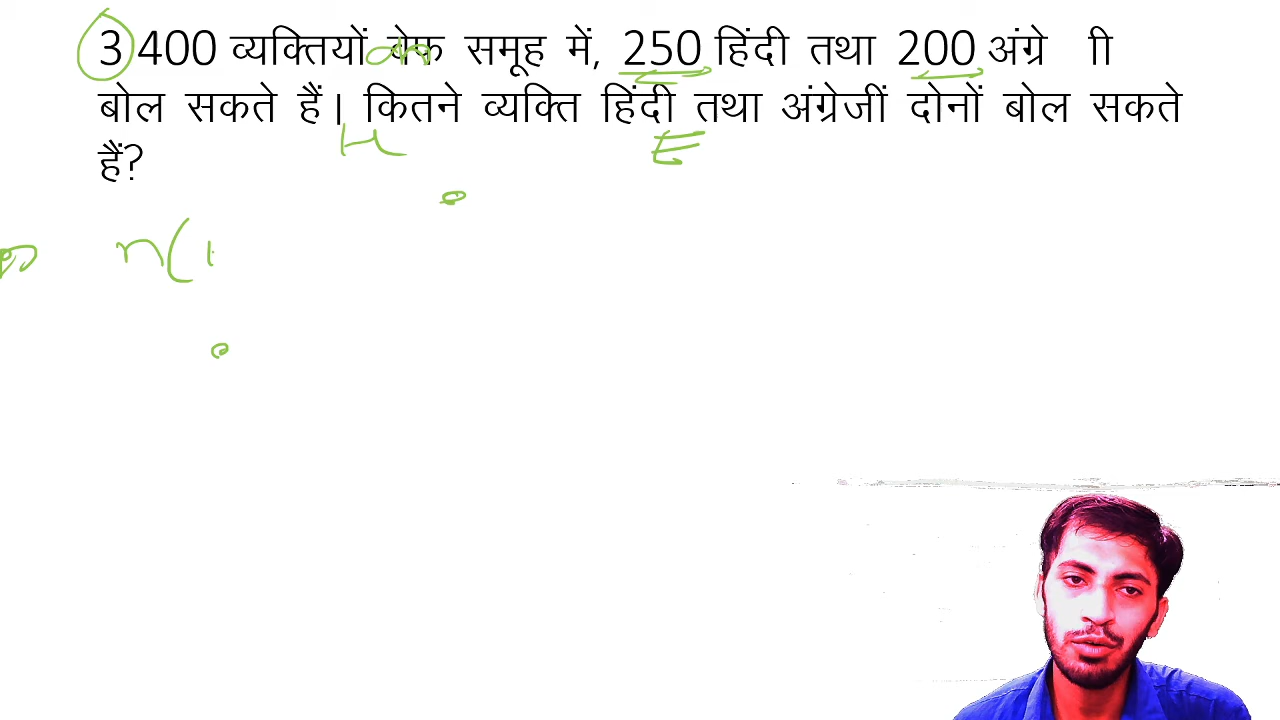 3 400 व्यक्तियों वेफ समूह में, 250 हिंदी तथा 200 अंग्रे ाी
बोल सकते हैं। कितने व्यक्ति हिंदी तथा अंग्रेजीं दोनों बोल सकते
हैं?
H E
n(